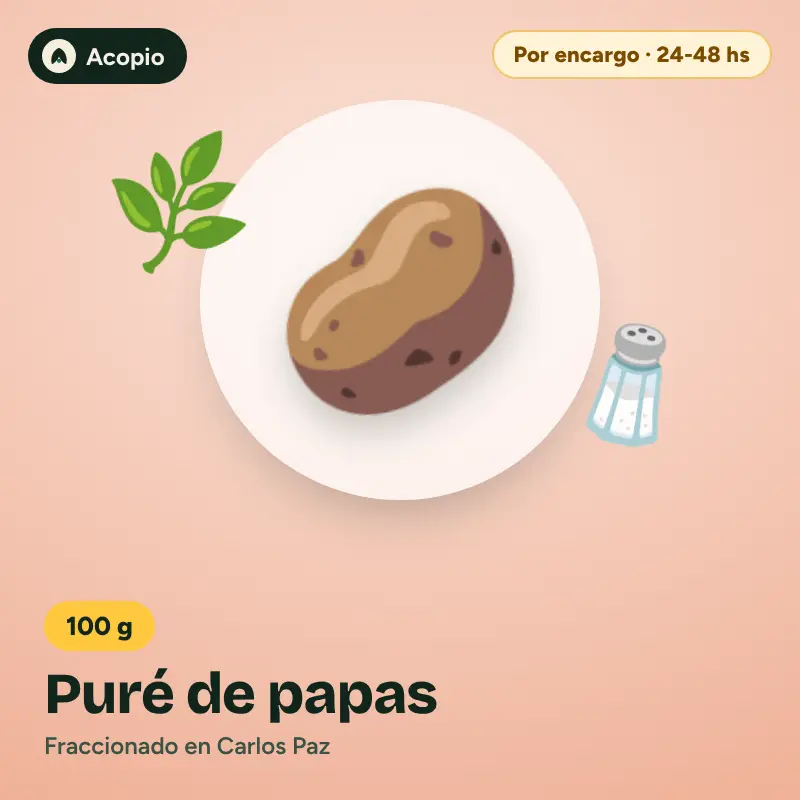 Acopio
Por encargo · 24-48 hs
100 g
Puré de papas
Fraccionado en Carlos Paz